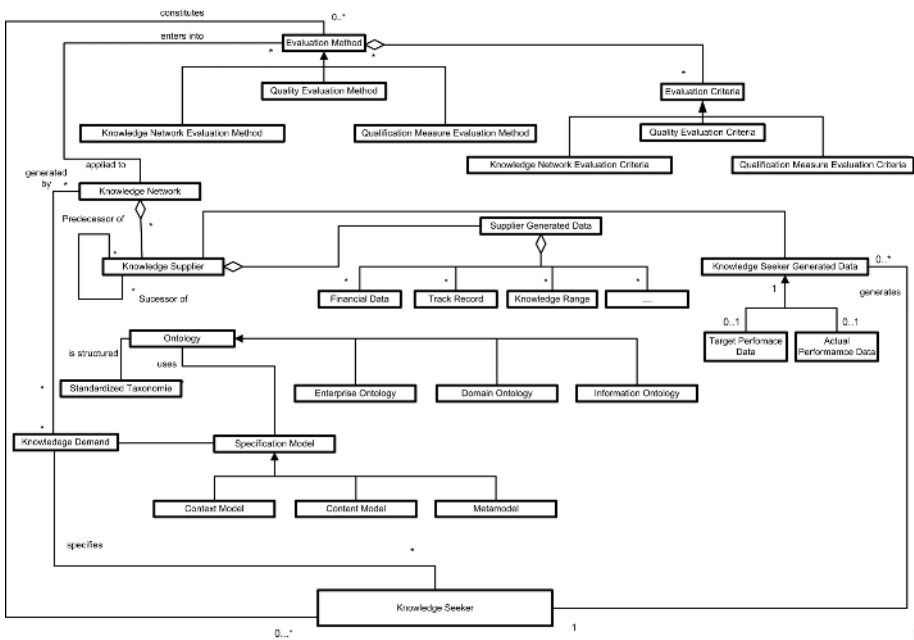 constitutes
0..*
enters into
Evaluation Method
*
*
*
Quality Evaluation Method
Evaluation Criteria
Knowledge Network Evaluation Method
Qualification Measure Evaluation Method
Quality Evaluation Criteria
Knowledge Network Evaluation Criteria
Qualification Measure Evaluation Criteria
applied to
generated
by
*
Knowledge Network
Predecessor of
*
Supplier Generated Data
*
Knowledge Supplier
Knowledge Seeker Generated Data
0..*
*
Sucessor of
*
*
*
*
1
generates
Financial Data
Track Record
Knowledge Range
....
0..1
0..1
Ontology
Target Perfomace
Data
Actual
Performamce Data
is structured
uses
Standardized Taxonomie
Enterprise Ontology
Domain Ontology
Information Ontology
*
*
Knowladege Demand
Specification Model
Context Model
Content Model
Metamodel
specifies
*
Knowledge Seeker
0...*
1